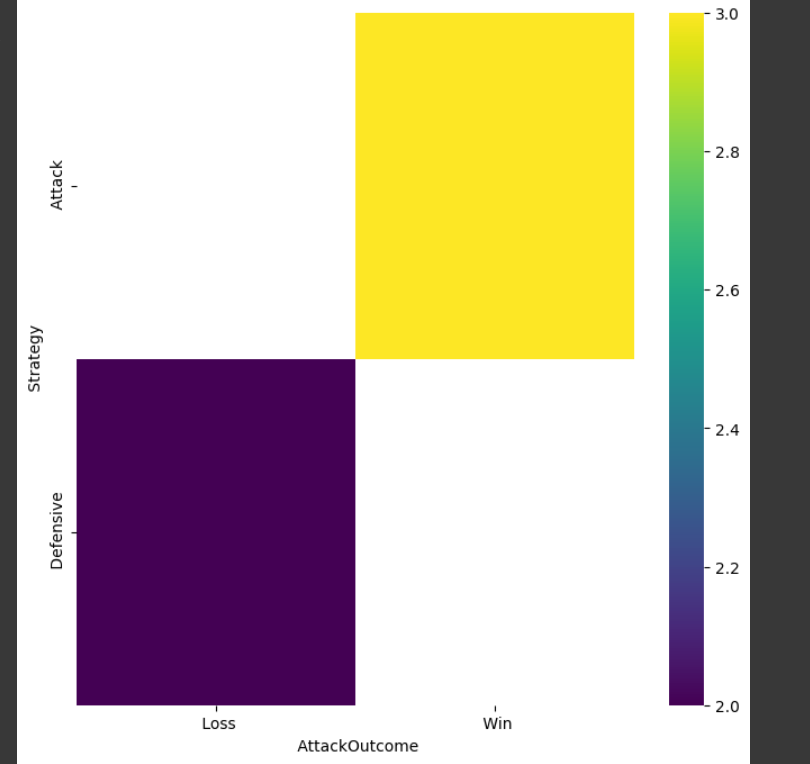 Strategy
Attack
Defensive
Loss
Win
AttackOutcome
3.0
2.8
2.6
2.4
2.2
2.0